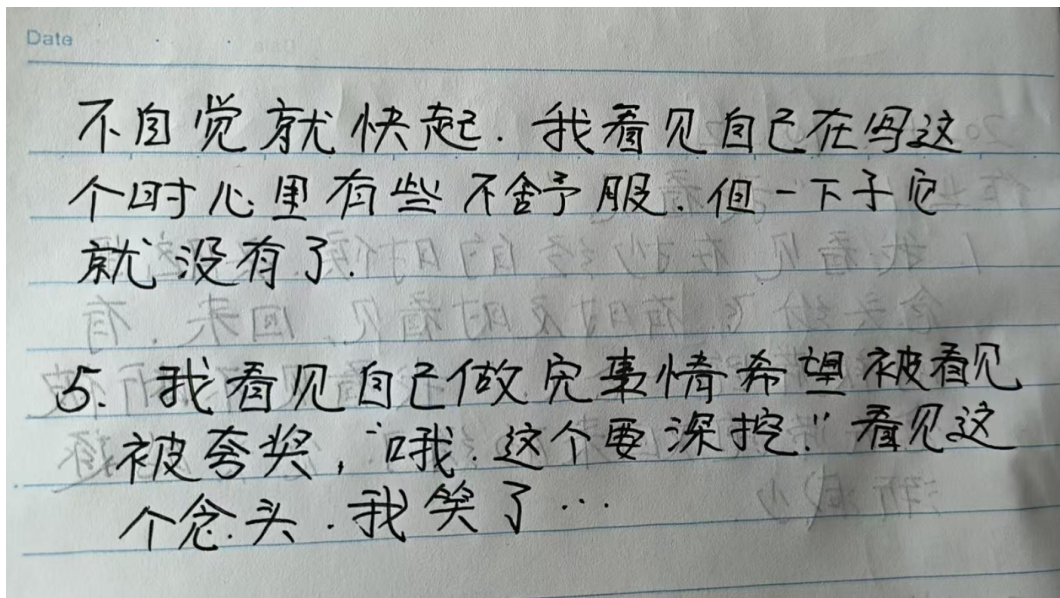 Date
不自觉就快起.我看见自己在写这
个时心里有些不舍予服.但一下子它
就没有了.
5.我看见自己做完事情希望被看见
被夸奖,“哦.这个要深挖.”看见这
个念头.我笑了…